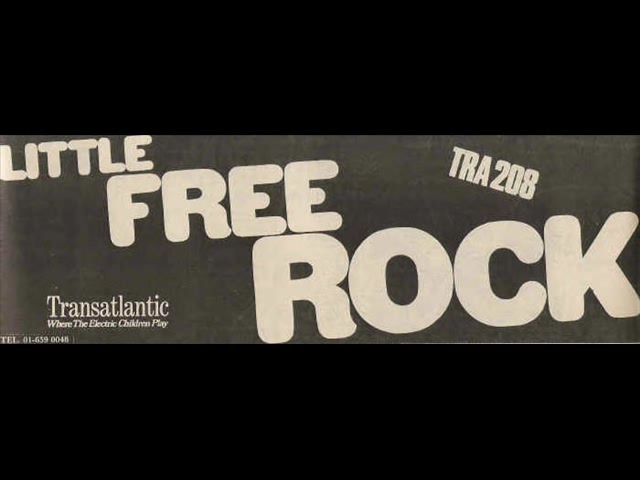 LITTLE
FREE
ROCK
TRA 208
Transatlantic
Where The Electric Children Play
TEL. 01-659 0048